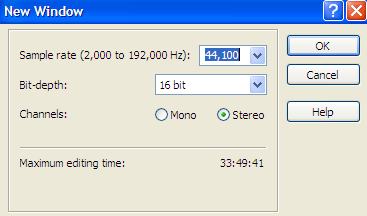 New Window
Sample rate (2,000 to 192,000 Hz): 44,100
OK
Bit-depth: 16 bit
Cancel
Channels: Mono Stereo
Help
Maximum editing time: 33:49:41